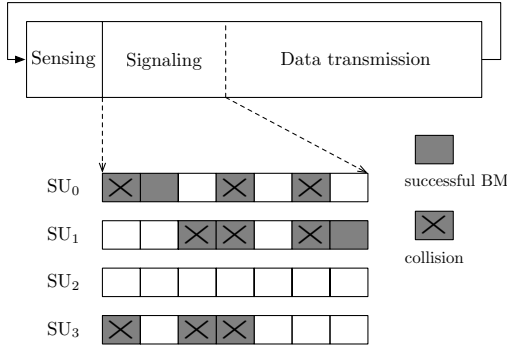 Sensing
Signaling
Data transmission
SU₀
successful BM
SU₁
collision
SU₂
SU₃